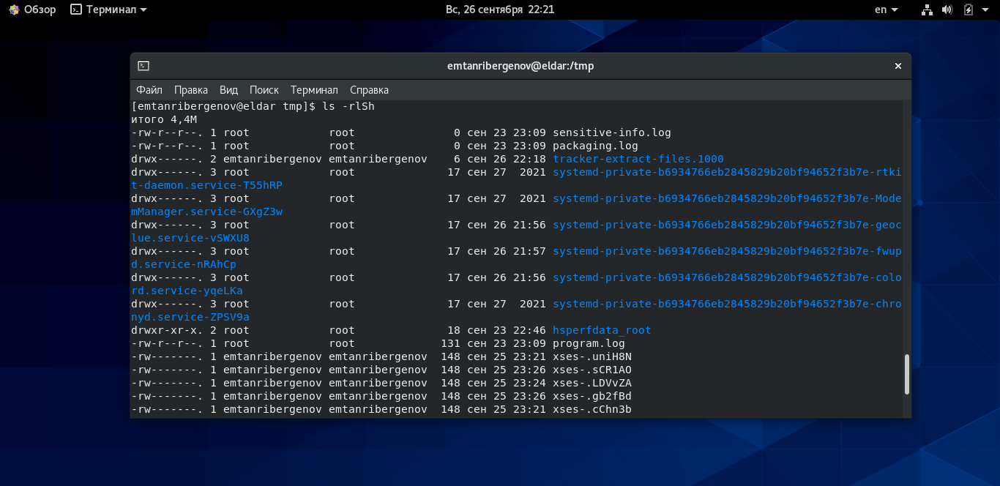 Обзор Терминал Вс, 26 сентября 22:21 en
emtanribergenov@eldar:/tmp
Файл Правка Вид Поиск Терминал Справка
[emtanribergenov@eldar tmp]$ ls -rlSh
итого 4,4M
-rw-r--r--. 1 root            root               0 сен 23 23:09 sensitive-info.log
-rw-r--r--. 1 root            root               0 сен 23 23:09 packaging.log
drwx------. 2 emtanribergenov emtanribergenov    6 сен 26 22:18 tracker-extract-files.1000
drwx------. 3 root            root              17 сен 27  2021 systemd-private-b6934766eb2845829b20bf94652f3b7e-rtki
t-daemon.service-T55hRP
drwx------. 3 root            root              17 сен 27  2021 systemd-private-b6934766eb2845829b20bf94652f3b7e-Mode
mManager.service-GXgZ3w
drwx------. 3 root            root              17 сен 26 21:56 systemd-private-b6934766eb2845829b20bf94652f3b7e-geoc
lue.service-vSWXU8
drwx------. 3 root            root              17 сен 26 21:57 systemd-private-b6934766eb2845829b20bf94652f3b7e-fwup
d.service-nRAhCp
drwx------. 3 root            root              17 сен 26 21:56 systemd-private-b6934766eb2845829b20bf94652f3b7e-colo
rd.service-yqeLKa
drwx------. 3 root            root              17 сен 27  2021 systemd-private-b6934766eb2845829b20bf94652f3b7e-chro
nyd.service-ZPSV9a
drwxr-xr-x. 2 root            root              18 сен 23 22:46 hsperfdata_root
-rw-r--r--. 1 root            root             131 сен 23 23:09 program.log
-rw-------. 1 emtanribergenov emtanribergenov  148 сен 25 23:21 xses-.uniH8N
-rw-------. 1 emtanribergenov emtanribergenov  148 сен 25 23:26 xses-.sCR1AO
-rw-------. 1 emtanribergenov emtanribergenov  148 сен 25 23:24 xses-.LDVvZA
-rw-------. 1 emtanribergenov emtanribergenov  148 сен 25 23:26 xses-.gb2fBd
-rw-------. 1 emtanribergenov emtanribergenov  148 сен 25 23:21 xses-.cChn3b